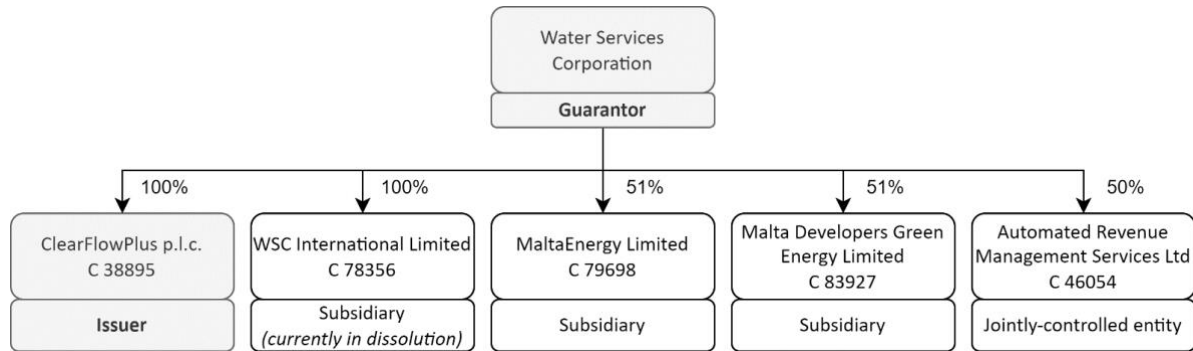 Water Services
Corporation
Guarantor
100%
100%
51%
51%
50%
ClearFlowPlus p.l.c.
C 38895
Issuer
WSC International Limited
C 78356
Subsidiary
(currently in dissolution)
MaltaEnergy Limited
C 79698
Subsidiary
Malta Developers Green
Energy Limited
C 83927
Subsidiary
Automated Revenue
Management Services Ltd
C 46054
Jointly-controlled entity